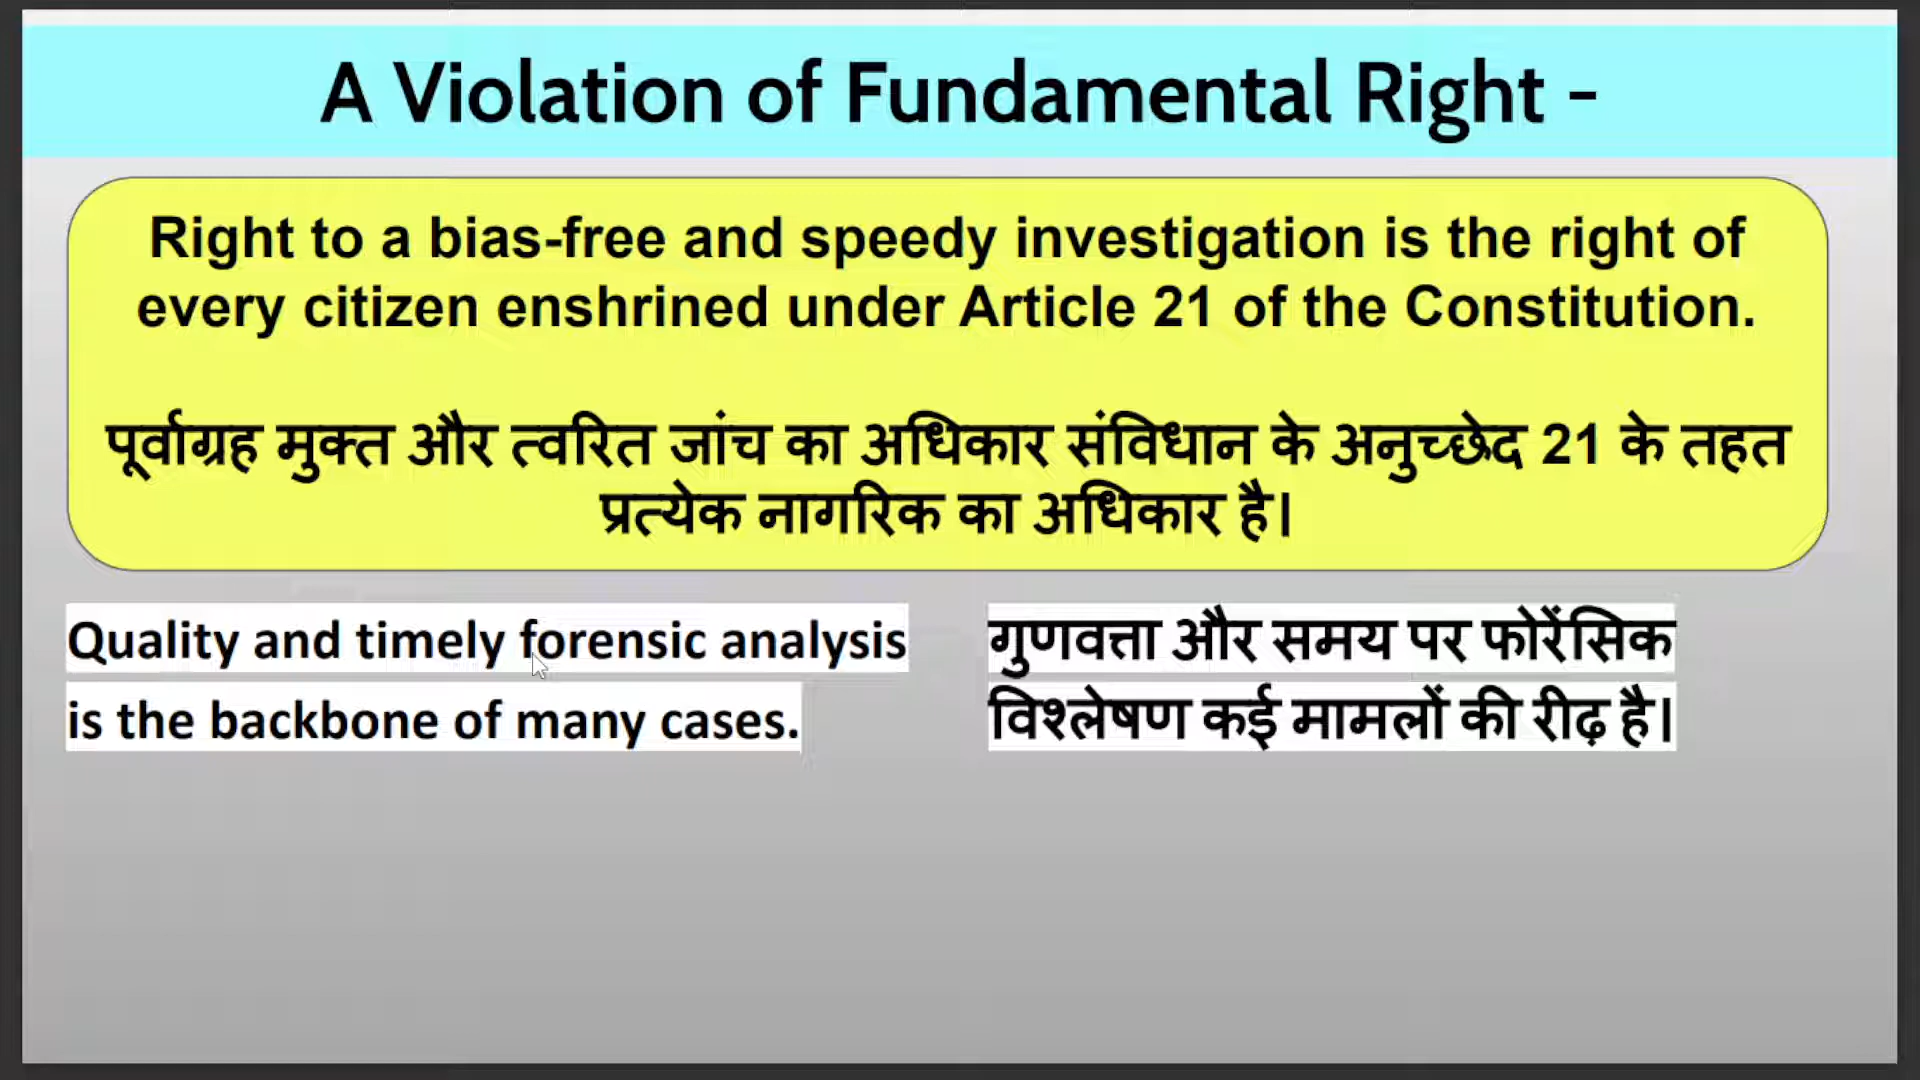 A Violation of Fundamental Right -
Right to a bias-free and speedy investigation is the right of
every citizen enshrined under Article 21 of the Constitution.
पूर्वाग्रह मुक्त और त्वरित जांच का अधिकार संविधान के अनुच्छेद 21 के तहत
प्रत्येक नागरिक का अधिकार है।
Quality and timely forensic analysis
is the backbone of many cases.
गुणवत्ता और समय पर फोरेंसिक
विश्लेषण कई मामलों की रीढ़ है।